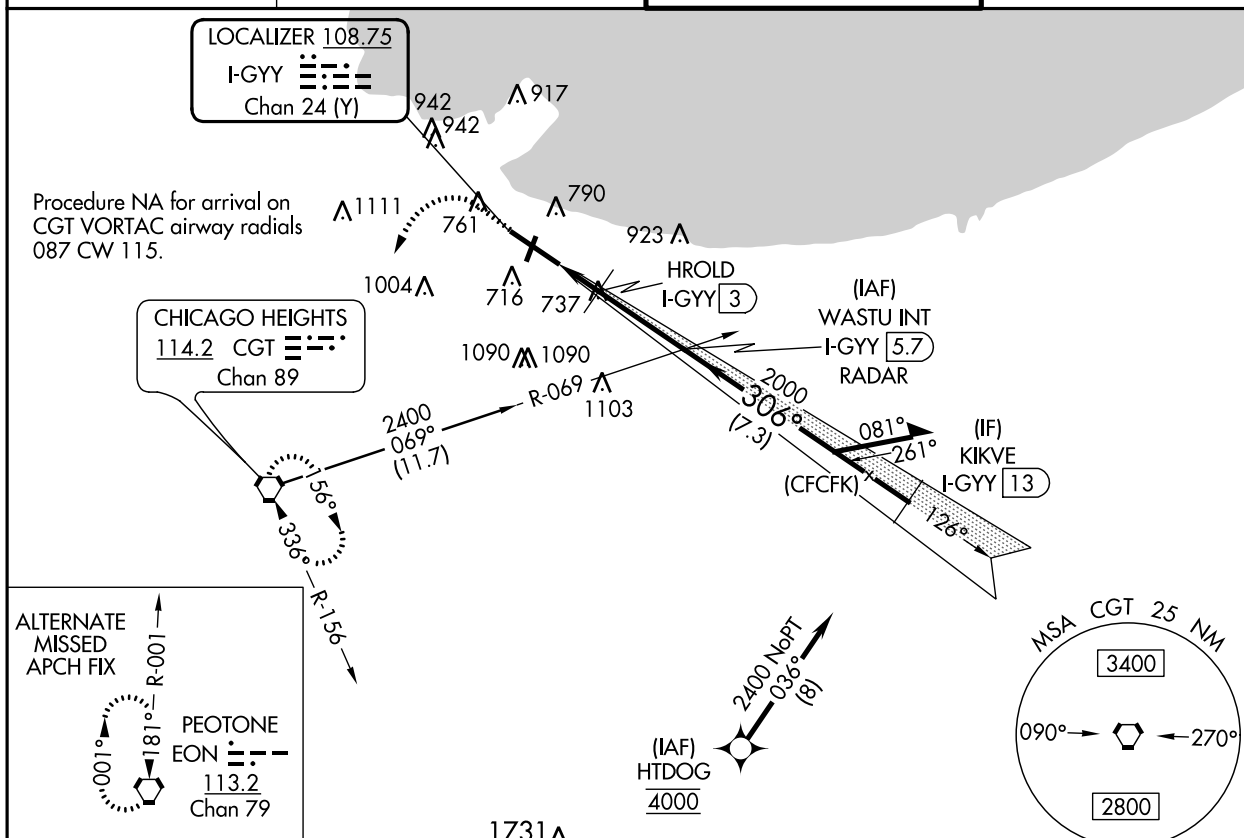 LOCALIZER 108.75
I-GYY
Chan 24 (Y)
942
942
917
Procedure NA for arrival on
CGT VORTAC airway radials
087 CW 115.
1111
761
790
923
1004
716
737
HROLD
I-GYY 3
(IAF)
WASTU INT
I-GYY 5.7
RADAR
CHICAGO HEIGHTS
114.2 CGT
Chan 89
1090
1090
1103
R-069
2400
069°
(11.7)
2000
306°
(7.3)
081°
261°
(IF)
KIKVE
I-GYY 13
(CFCFK)
x
126°
156°
336°
R-156
ALTERNATE
MISSED
APCH FIX
R-001
181°
001°
PEOTONE
EON
113.2
Chan 79
2400 NoPT
036°
(8)
(IAF)
HTDOG
4000
MSA CGT 25 NM
3400
090°
270°
2800
1731